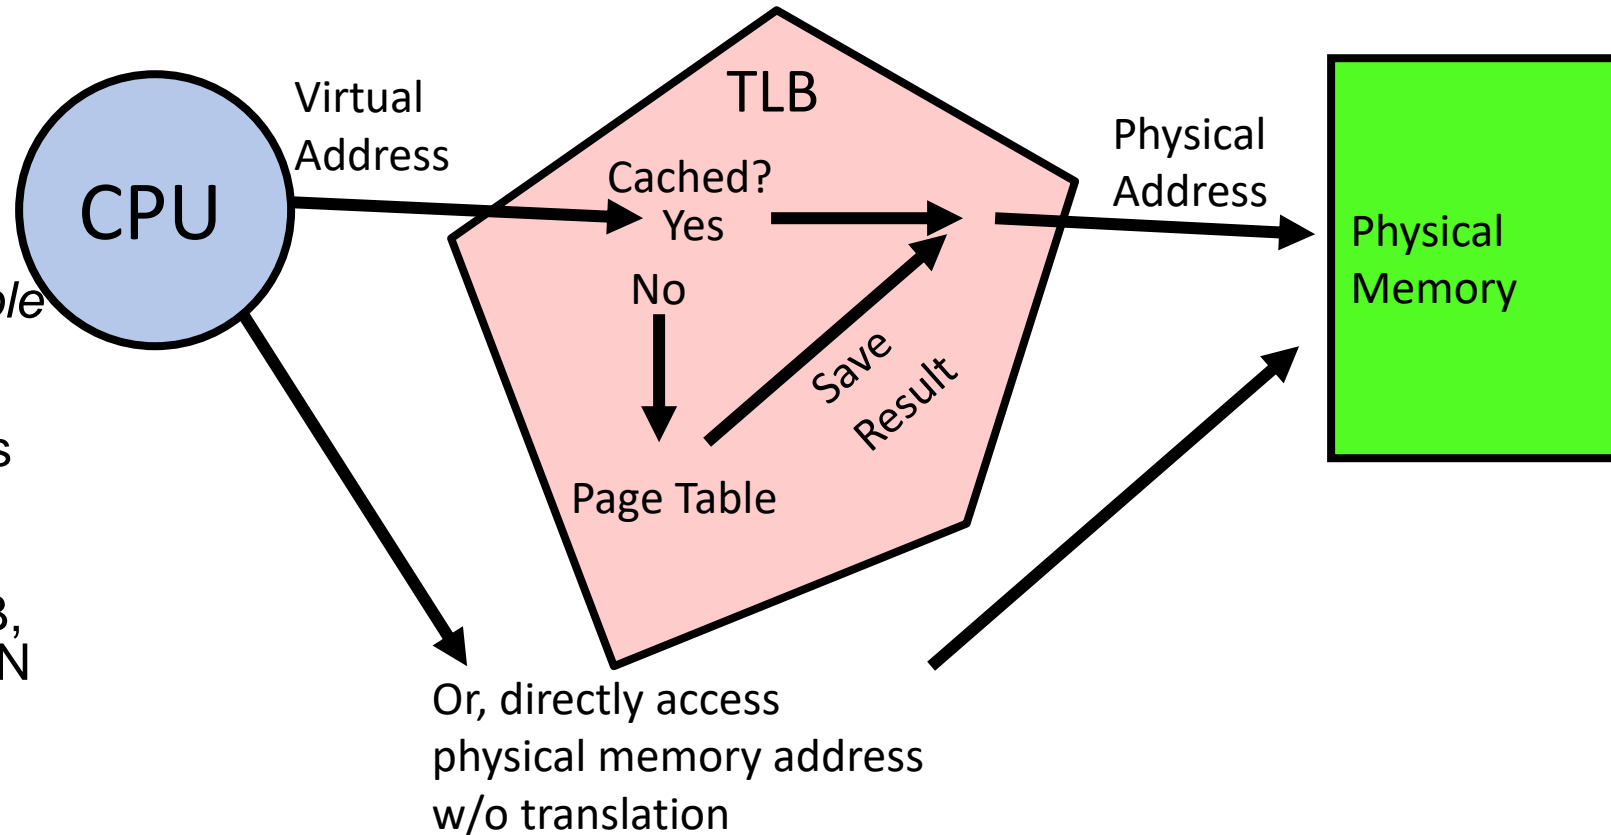 TLB
Virtual
Address
Cached?
Yes
No
Save
Result
Page Table
CPU
Physical
Address
Physical
Memory
Or, directly access
physical memory address
w/o translation